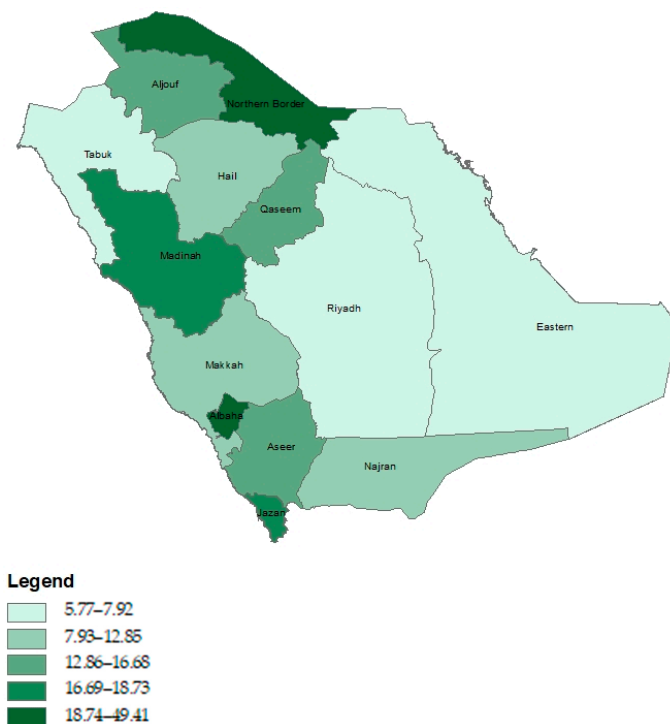 Aljouf
Northern Border
Tabuk
Hail
Qaseem
Madinah
Riyadh
Eastern
Makkah
Albaha
Aseer
Najran
Jazan
Legend
5.77–7.92
7.93–12.85
12.86–16.68
16.69–18.73
18.74–49.41